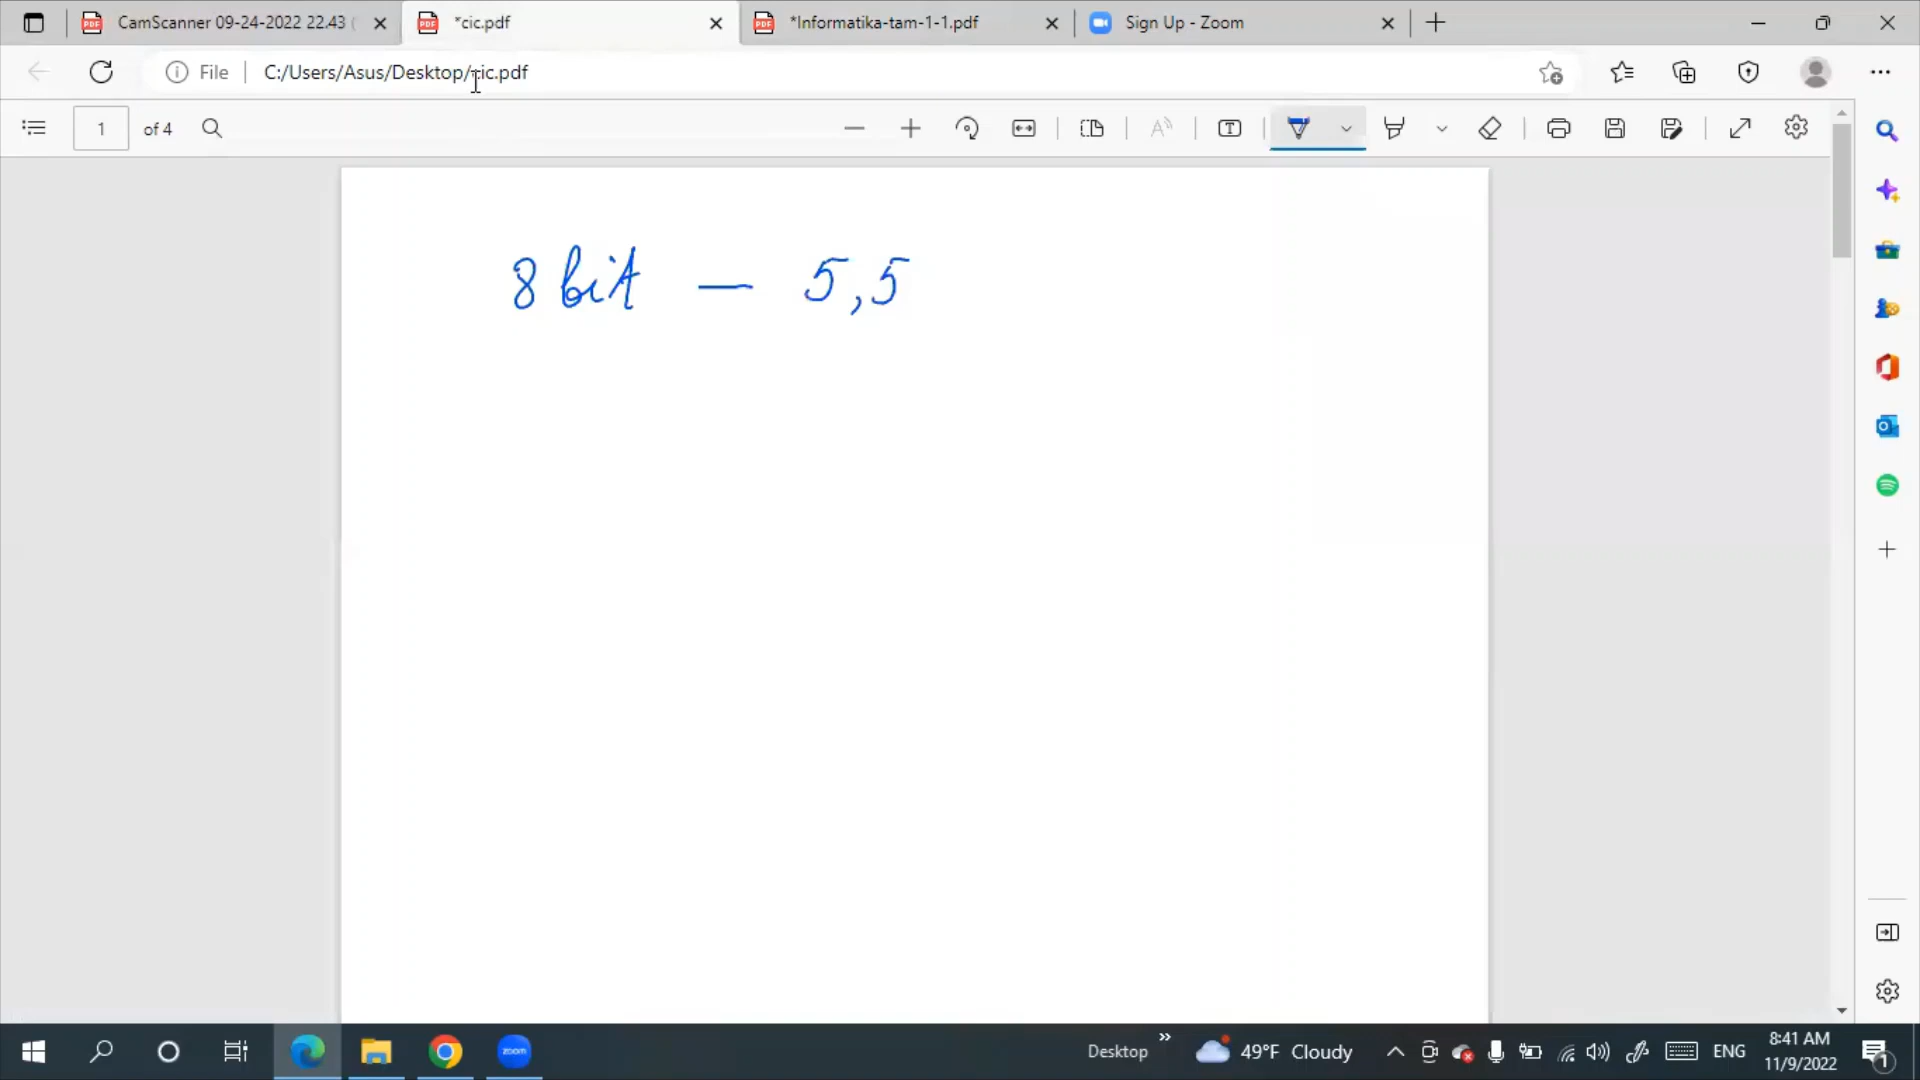 CamScanner 09-24-2022 22.43 (
*cic.pdf
*Informatika-tam-1-1.pdf
Sign Up - Zoom
File
C:/Users/Asus/Desktop/cic.pdf
1
of 4
8 bit — 5,5
zoom
Desktop
49°F Cloudy
ENG
8:41 AM
11/9/2022
1